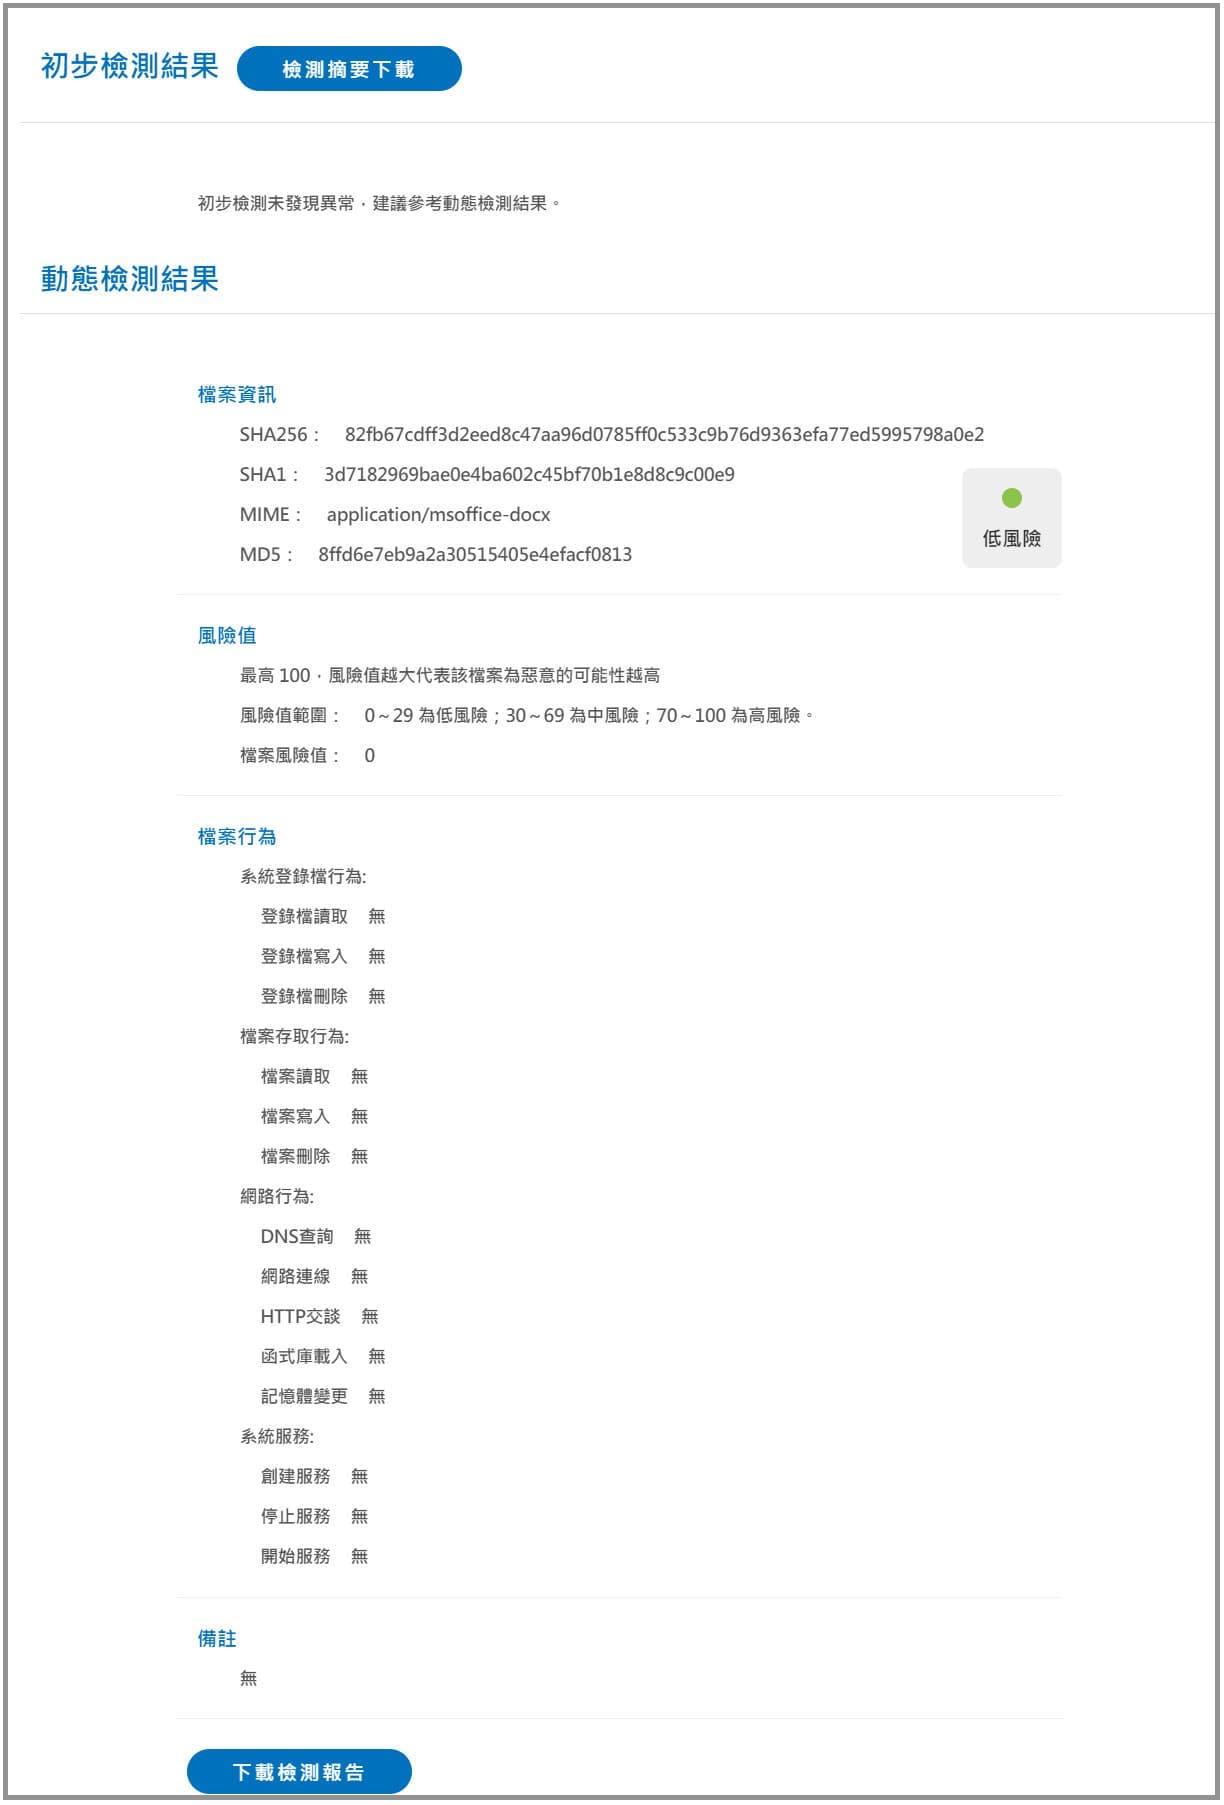 初步檢測結果
檢測摘要下載
初步檢測未發現異常，建議參考動態檢測結果。
動態檢測結果
檔案資訊
SHA256： 82fb67cdff3d2eed8c47aa96d0785ff0c533c9b76d9363efa77ed5995798a0e2
SHA1： 3d7182969bae0e4ba602c45bf70b1e8d8c9c00e9
MIME： application/msoffice-docx
MD5： 8ffd6e7eb9a2a30515405e4efacf0813
低風險
風險值
最高 100，風險值越大代表該檔案為惡意的可能性越高
風險值範圍： 0～29 為低風險；30～69 為中風險；70～100 為高風險。
檔案風險值： 0
檔案行為
系統登錄檔行為:
登錄檔讀取 無
登錄檔寫入 無
登錄檔刪除 無
檔案存取行為:
檔案讀取 無
檔案寫入 無
檔案刪除 無
網路行為:
DNS查詢 無
網路連線 無
HTTP交談 無
函式庫載入 無
記憶體變更 無
系統服務:
創建服務 無
停止服務 無
開始服務 無
備註
無
下載檢測報告